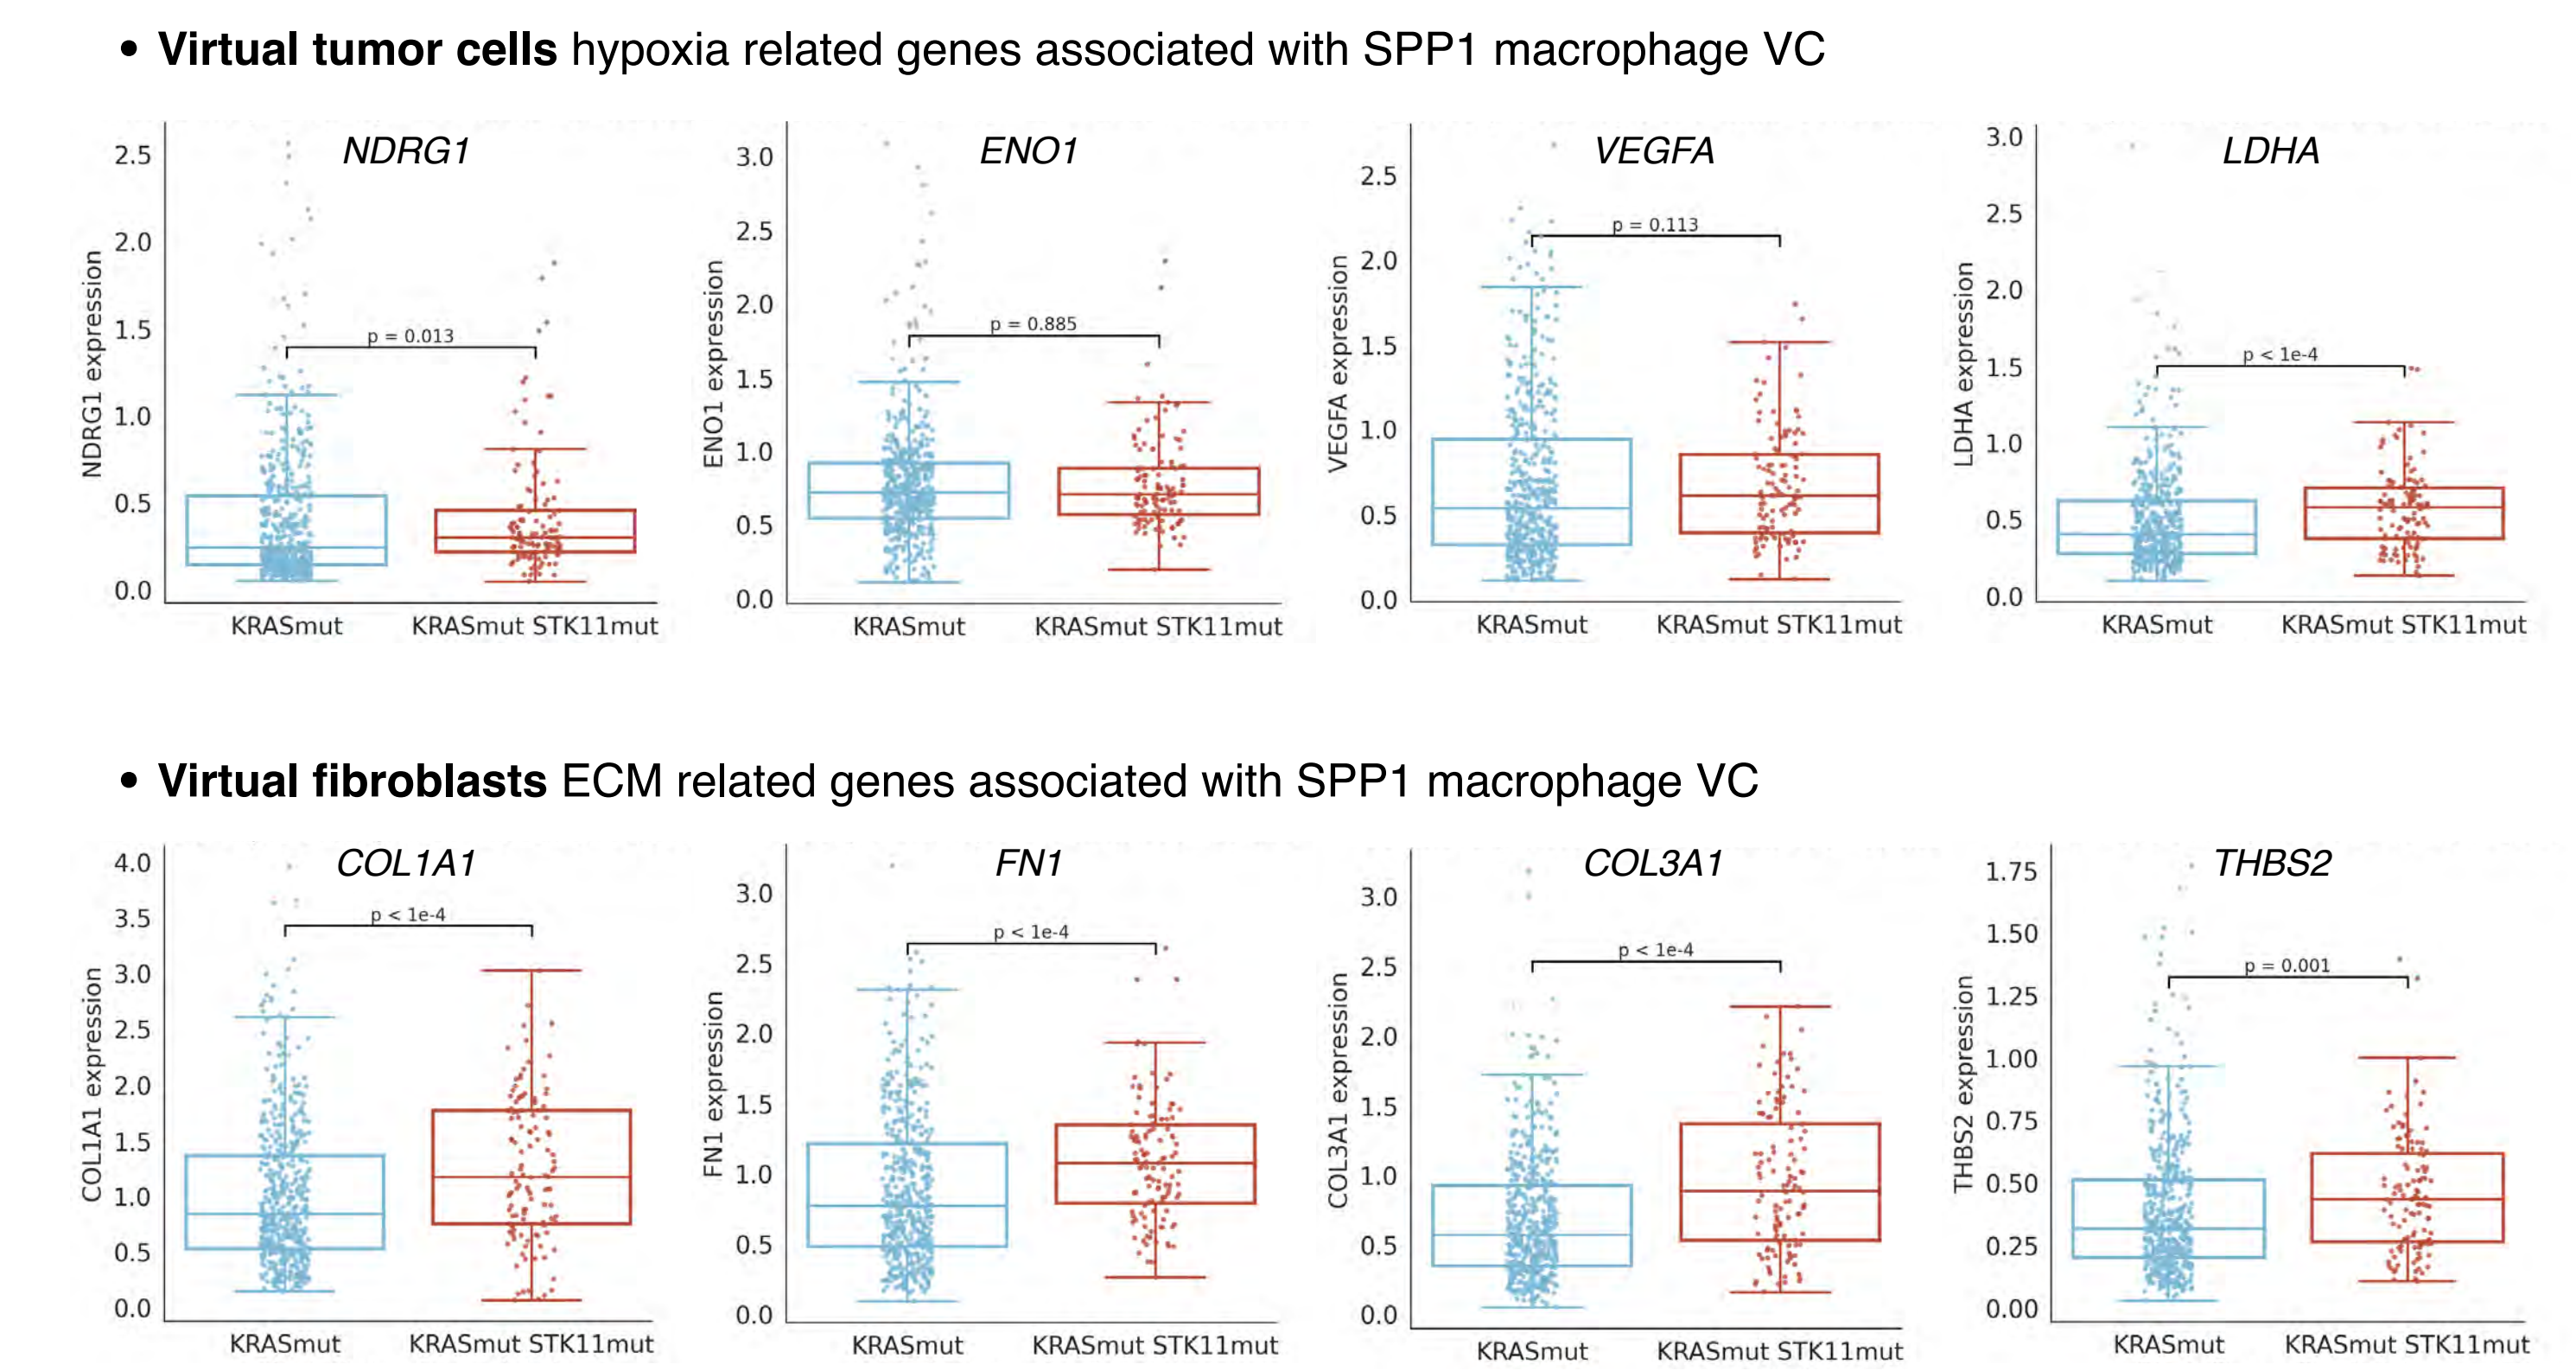 • Virtual tumor cells hypoxia related genes associated with SPP1 macrophage VC
NDRG1
NDRG1 expression
2.5
2.0
1.5
1.0
0.5
0.0
p = 0.013
KRASmut
KRASmut STK11mut
ENO1
ENO1 expression
3.0
2.5
2.0
1.5
1.0
0.5
0.0
p = 0.885
KRASmut
KRASmut STK11mut
VEGFA
VEGFA expression
2.5
2.0
1.5
1.0
0.5
0.0
p = 0.113
KRASmut
KRASmut STK11mut
LDHA
LDHA expression
3.0
2.5
2.0
1.5
1.0
0.5
0.0
p < 1e-4
KRASmut
KRASmut STK11mut
• Virtual fibroblasts ECM related genes associated with SPP1 macrophage VC
COL1A1
COL1A1 expression
4.0
3.5
3.0
2.5
2.0
1.5
1.0
0.5
0.0
p < 1e-4
KRASmut
KRASmut STK11mut
FN1
FN1 expression
3.0
2.5
2.0
1.5
1.0
0.5
0.0
p < 1e-4
KRASmut
KRASmut STK11mut
COL3A1
COL3A1 expression
3.0
2.5
2.0
1.5
1.0
0.5
0.0
p < 1e-4
KRASmut
KRASmut STK11mut
THBS2
THBS2 expression
1.75
1.50
1.25
1.00
0.75
0.50
0.25
0.00
p = 0.001
KRASmut
KRASmut STK11mut